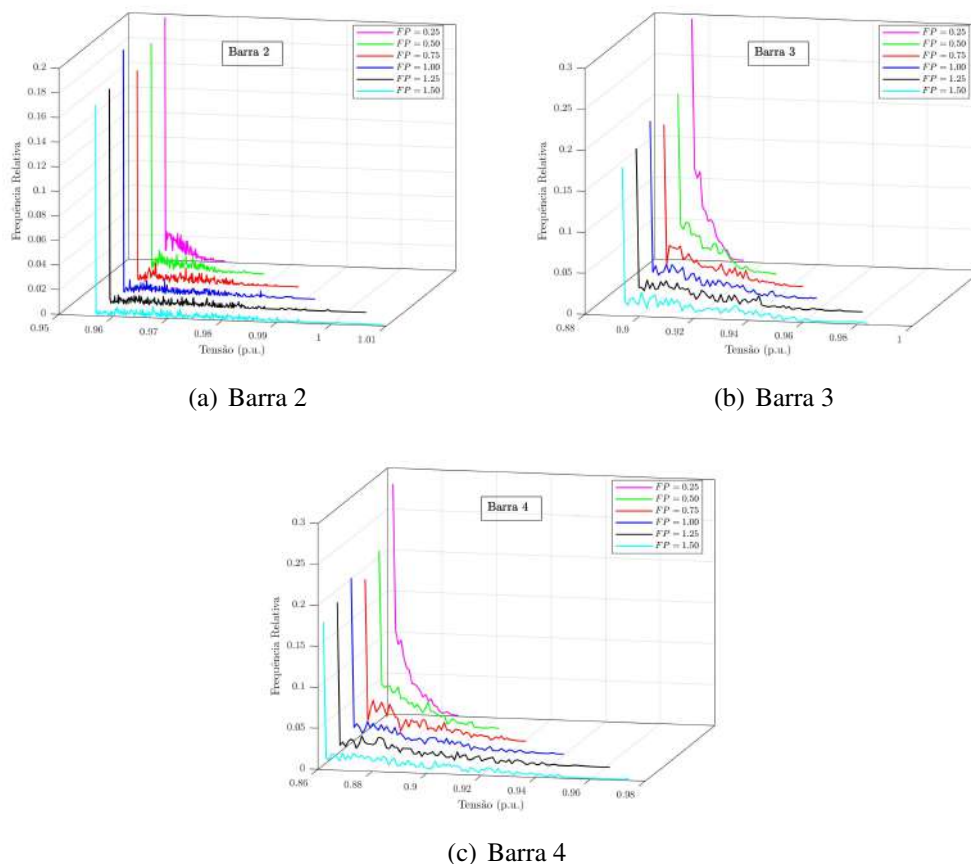 Barra 2
FP = 0.25
FP = 0.50
FP = 0.75
FP = 1.00
FP = 1.25
FP = 1.50
Frequência Relativa
0.2
0.18
0.16
0.14
0.12
0.1
0.08
0.06
0.04
0.02
0
0.95
0.96
0.97
0.98
0.99
1
1.01
Tensão (p.u.)
(a) Barra 2
Barra 3
FP = 0.25
FP = 0.50
FP = 0.75
FP = 1.00
FP = 1.25
FP = 1.50
Frequência Relativa
0.3
0.25
0.2
0.15
0.1
0.05
0
0.88
0.9
0.92
0.94
0.96
0.98
1
Tensão (p.u.)
(b) Barra 3
Barra 4
FP = 0.25
FP = 0.50
FP = 0.75
FP = 1.00
FP = 1.25
FP = 1.50
Frequência Relativa
0.3
0.25
0.2
0.15
0.1
0.05
0
0.86
0.88
0.9
0.92
0.94
0.96
0.98
Tensão (p.u.)
(c) Barra 4